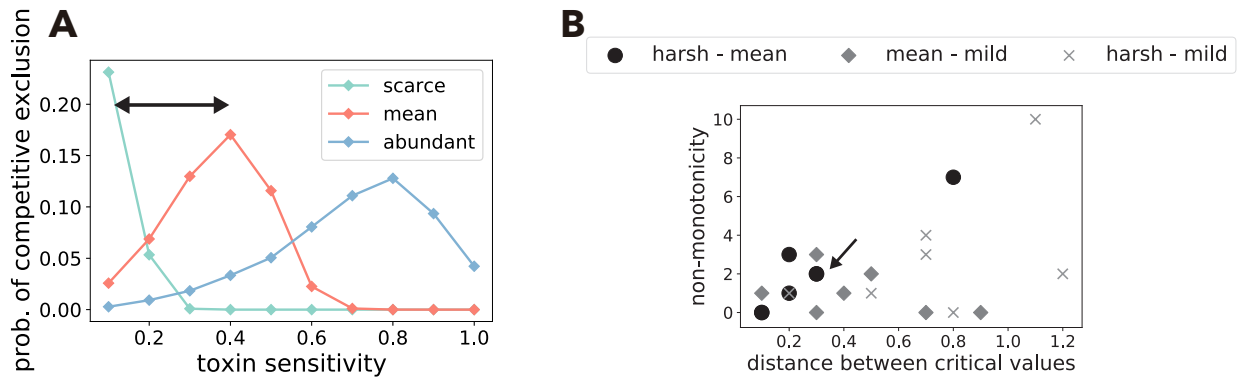 A
prob. of competitive exclusion
0.20
0.15
0.10
0.05
0.00
scarce
mean
abundant
0.2 0.4 0.6 0.8 1.0
toxin sensitivity
B
harsh - mean mean - mild harsh - mild
non-monotonicity
10
8
6
4
2
0
0.2 0.4 0.6 0.8 1.0 1.2
distance between critical values